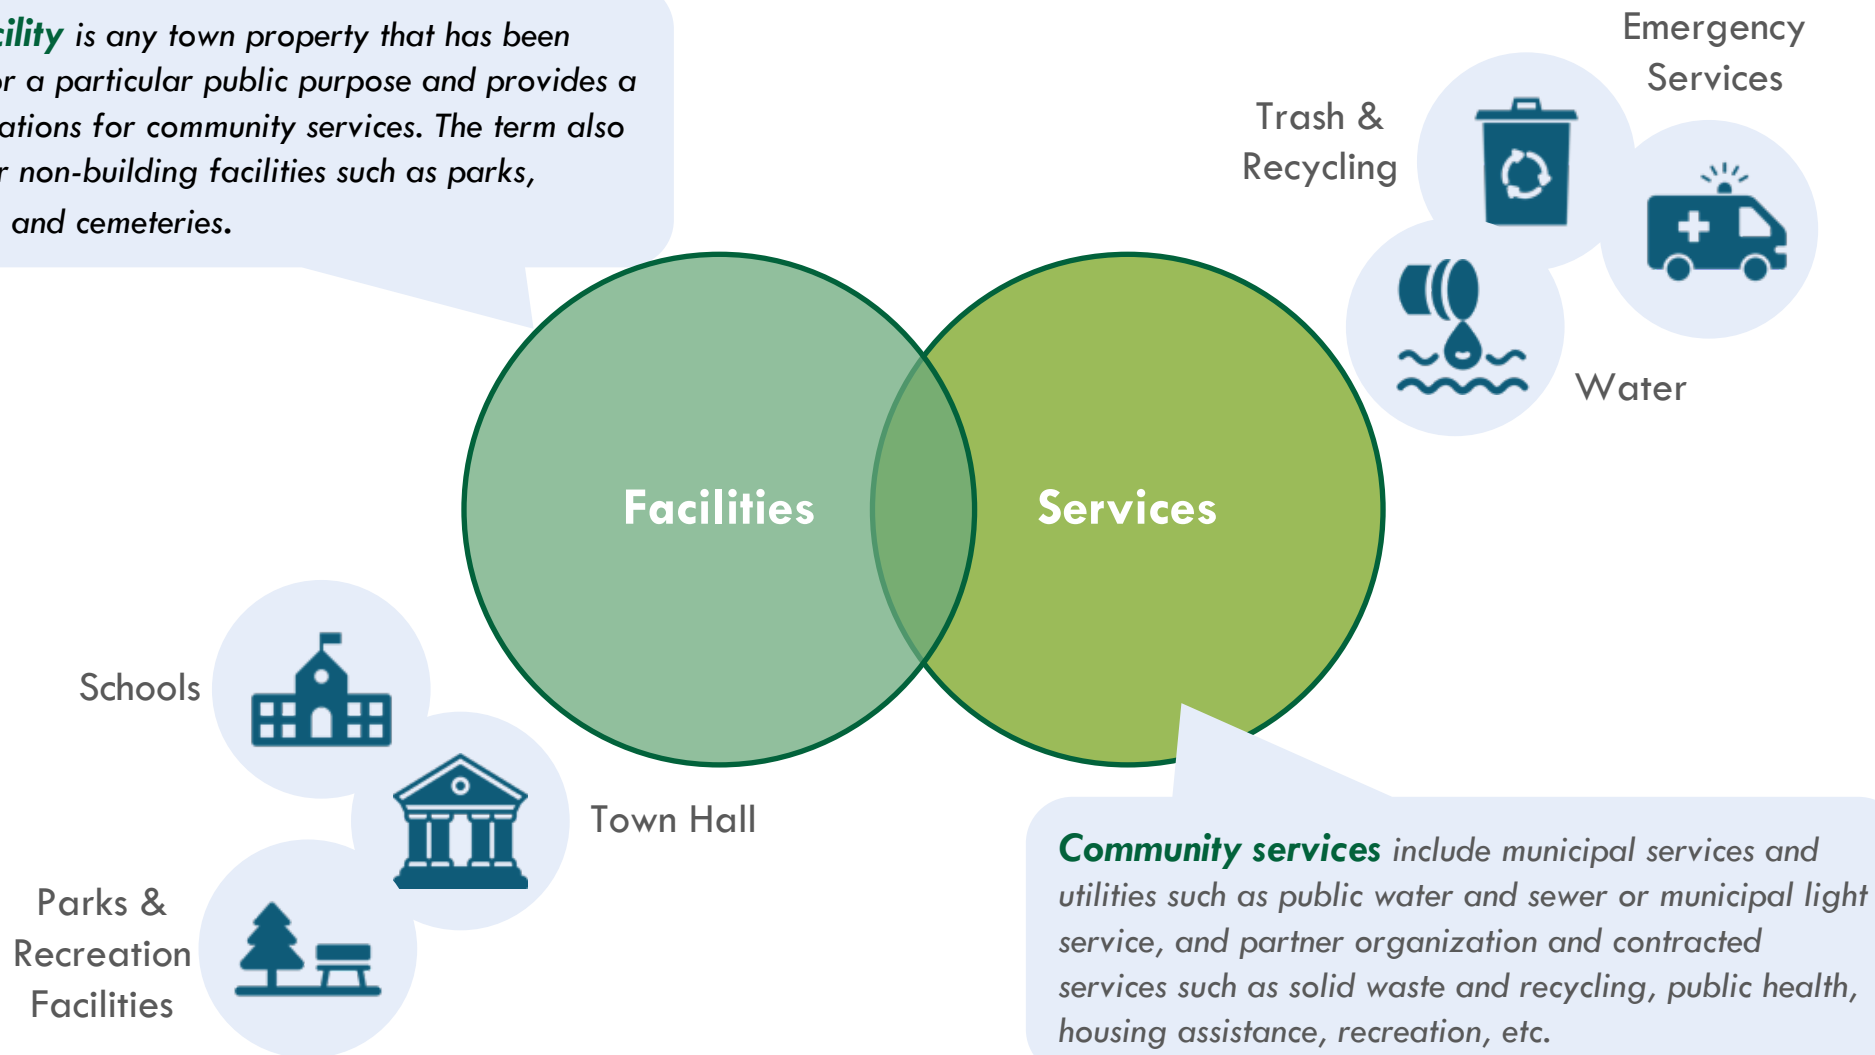 is any town property that has been
a particular public purpose and provides a
for community services. The term also
non-building facilities such as parks,
and cemeteries.
Emergency
Services
Trash &
Recycling
Water
Facilities
Services
Schools
Town Hall
Parks &
Recreation
Facilities
Community services include municipal services and
utilities such as public water and sewer or municipal light
service, and partner organization and contracted
services such as solid waste and recycling, public health,
housing assistance, recreation, etc.